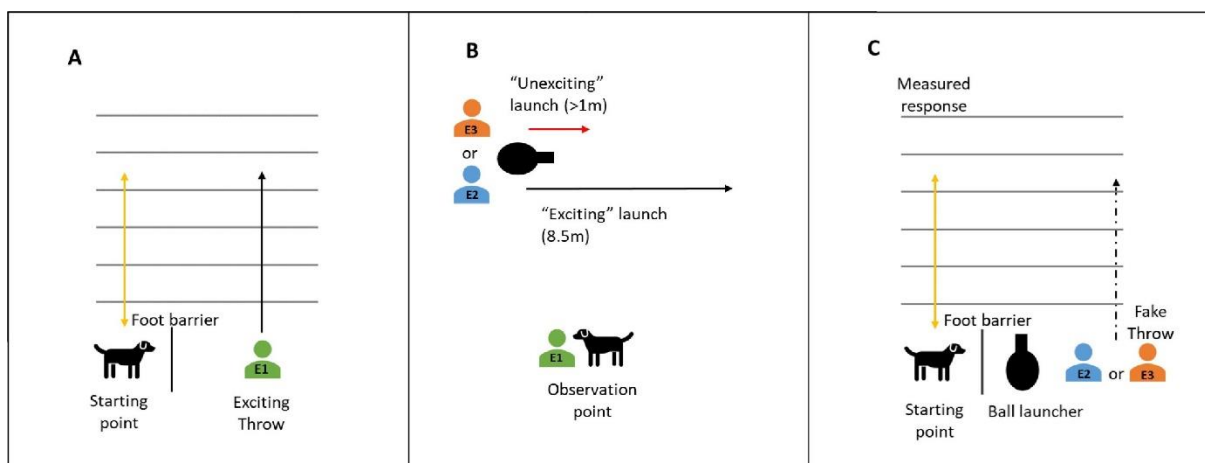 A
Foot barrier
E1
Starting
point
Exciting
Throw
B
“Unexciting”
launch (>1m)
E3
or
E2
“Exciting” launch
(8.5m)
E1
Observation
point
C
Measured
response
Foot barrier
Fake
Throw
E2 or E3
Starting
point
Ball launcher